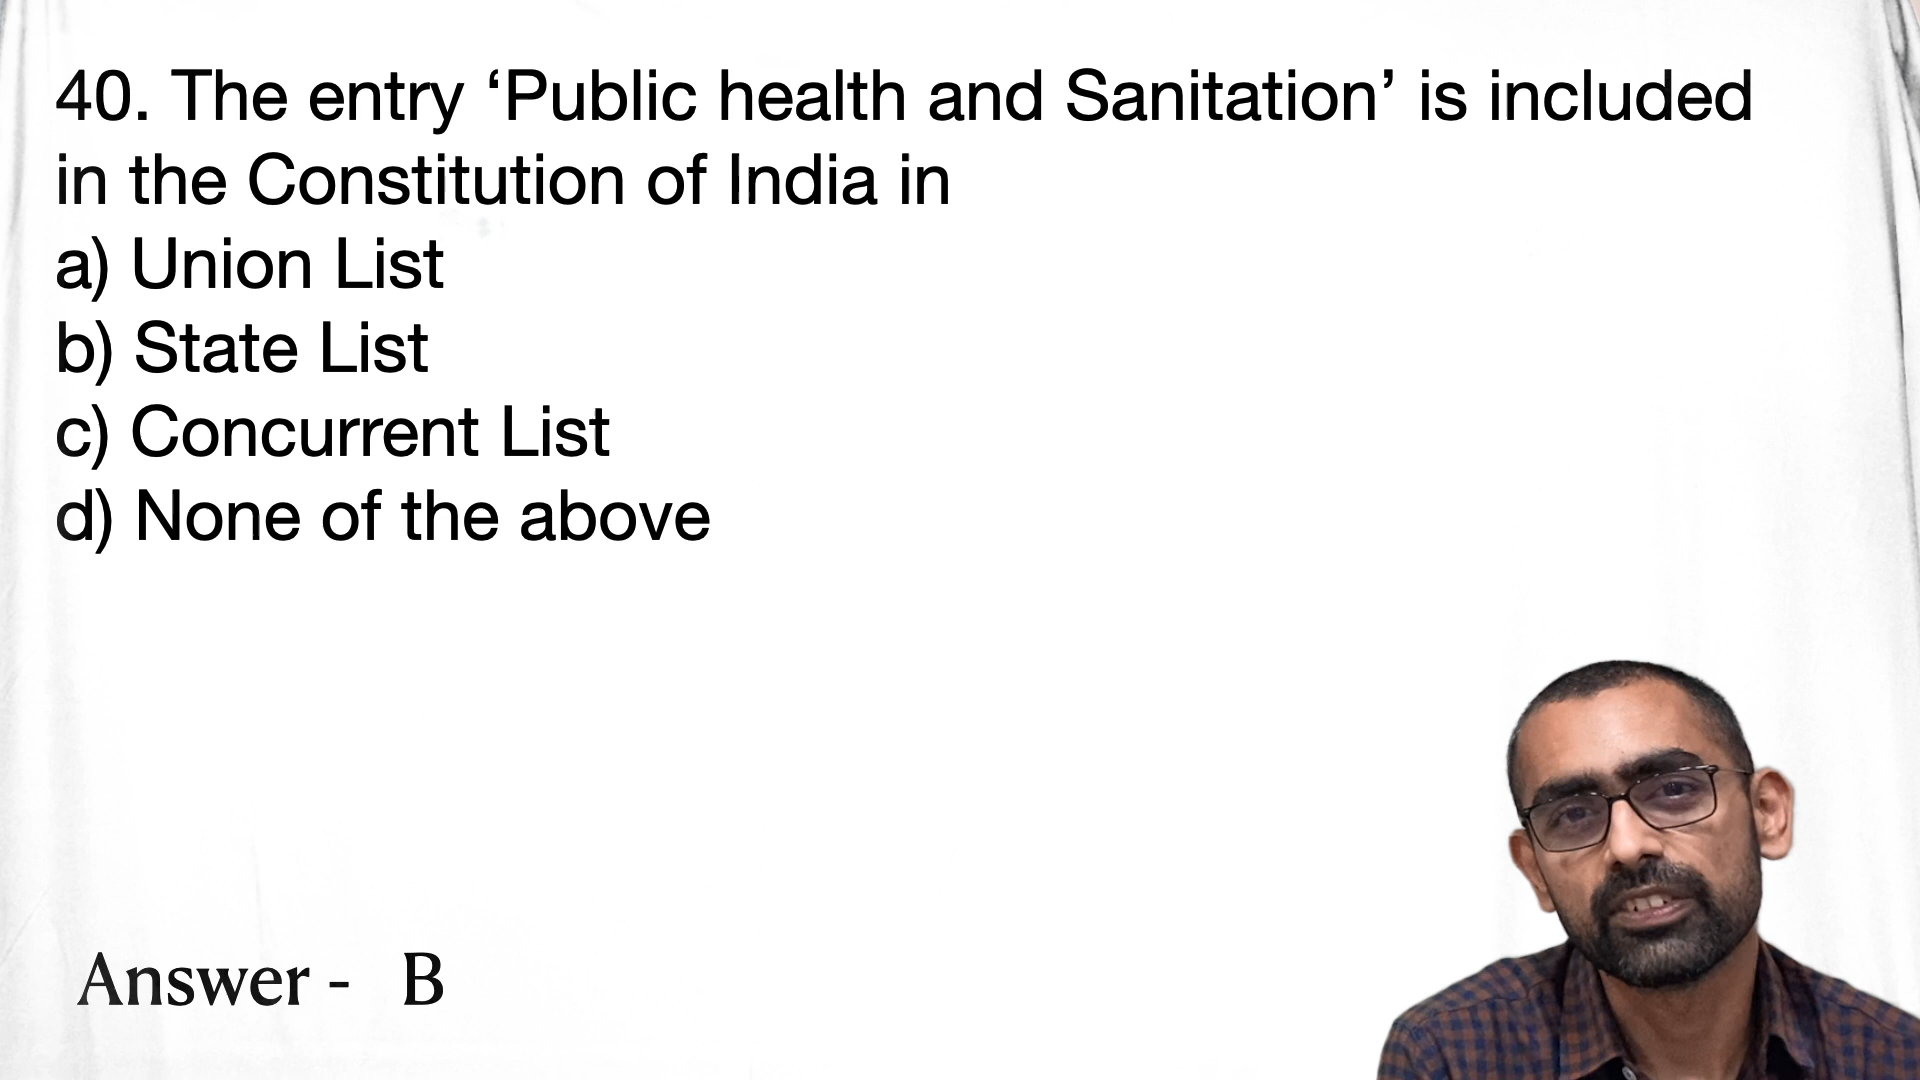 40. The entry ‘Public health and Sanitation’ is included
in the Constitution of India in
a) Union List
b) State List
c) Concurrent List
d) None of the above
Answer - B